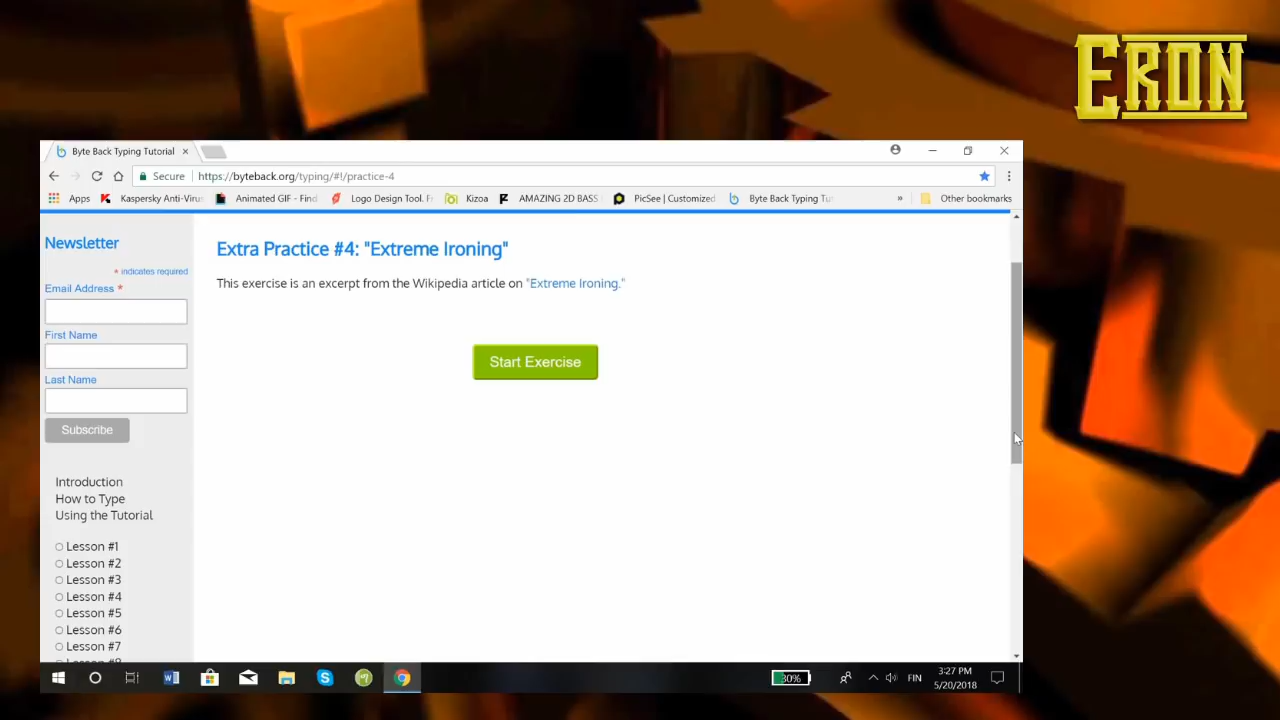 ERON
Byte Back Typing Tutorial
Secure https://byteback.org/typing/#!/practice-4
Apps Kaspersky Anti-Viru Animated GIF - Find Logo Design Tool. Fr Kizoa AMAZING 2D BASS PicSee | Customized Byte Back Typing Tut » Other bookmarks
Newsletter
* indicates required
Email Address *
First Name
Last Name
Subscribe
Introduction
How to Type
Using the Tutorial
Lesson #1
Lesson #2
Lesson #3
Lesson #4
Lesson #5
Lesson #6
Lesson #7
Extra Practice #4: "Extreme Ironing"
This exercise is an excerpt from the Wikipedia article on "Extreme Ironing."
Start Exercise
30% FIN 3:27 PM
5/20/2018